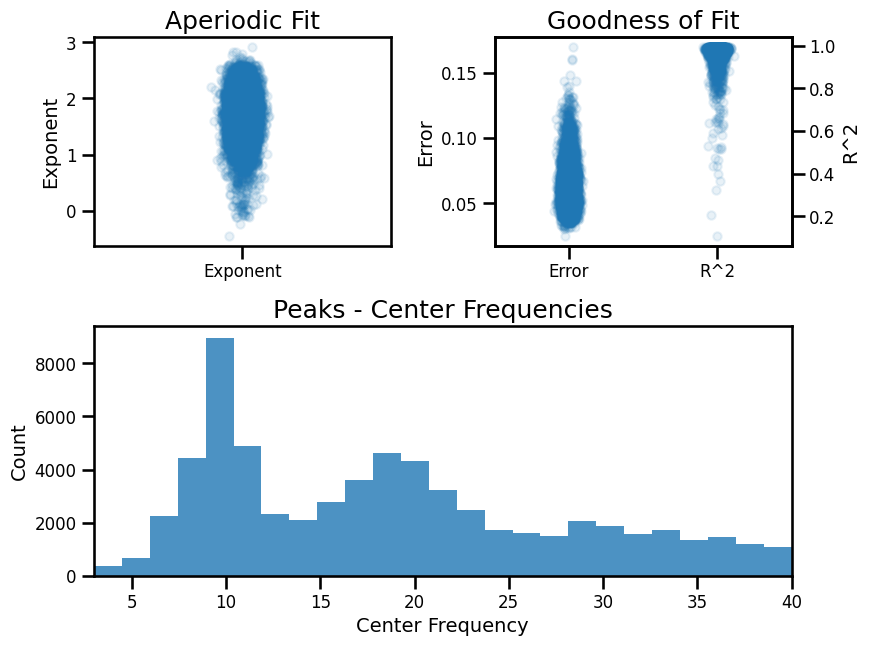 Aperiodic Fit
Goodness of Fit
3
2
1
0
Exponent
Exponent
0.15
0.10
0.05
Error
1.0
0.8
0.6
0.4
0.2
R^2
Error
R^2
Peaks - Center Frequencies
8000
6000
4000
2000
0
Count
5
10
15
20
25
30
35
40
Center Frequency